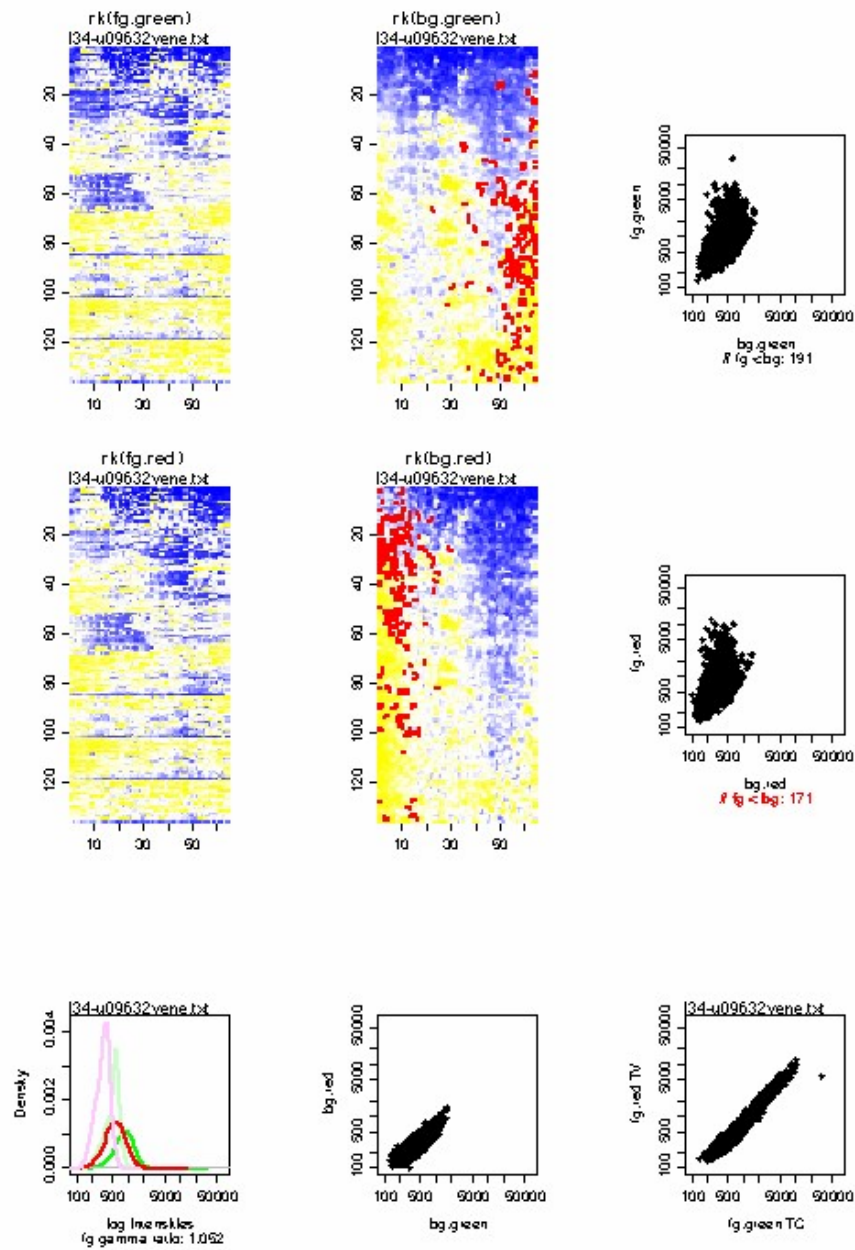 rk(fg.green)
l34-u09632vene.txt
20
40
60
80
100
120
10 30 50
rk(bg.green)
l34-u09632vene.txt
20
40
60
80
100
120
10 30 50
fg.green
50000
5000
500
100
100 500 5000 50000
bg.green
# fg <bg: 191
rk(fg.red)
l34-u09632vene.txt
20
40
60
80
100
120
10 30 50
rk(bg.red)
l34-u09632vene.txt
20
40
60
80
100
120
10 30 50
fg.red
50000
5000
500
100
100 500 5000 50000
bg.red
# fg <bg: 171
l34-u09632vene.txt
Density
0.004
0.002
0.000
100 500 5000 50000
log Intensities
fg gamma ratio: 1.052
bg.red
50000
5000
500
100
100 500 5000 50000
bg.green
l34-u09632vene.txt
fg.red TV
50000
5000
500
100
100 500 5000 50000
fg.green TG